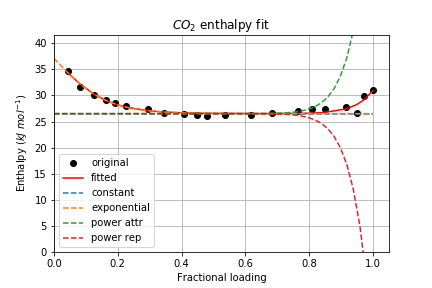 CO2 enthalpy fit
Enthalpy (kJ mol−1)
40
35
30
25
20
15
10
5
0
original
fitted
constant
exponential
power attr
power rep
0.0 0.2 0.4 0.6 0.8 1.0
Fractional loading